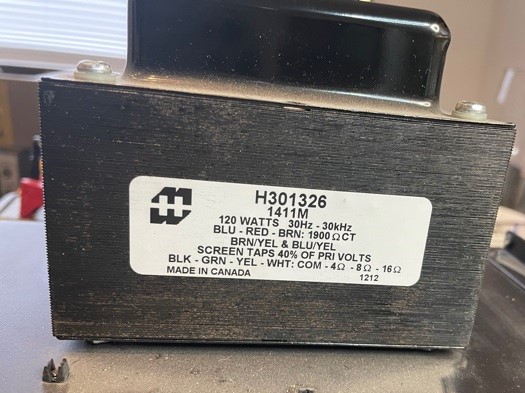 H301326
1411M
120 WATTS 30Hz - 30kHz
BLU - RED - BRN: 1900 Ω CT
BRN/YEL & BLU/YEL
SCREEN TAPS 40% OF PRI VOLTS
BLK - GRN - YEL - WHT: COM - 4Ω - 8Ω - 16Ω
MADE IN CANADA 1212